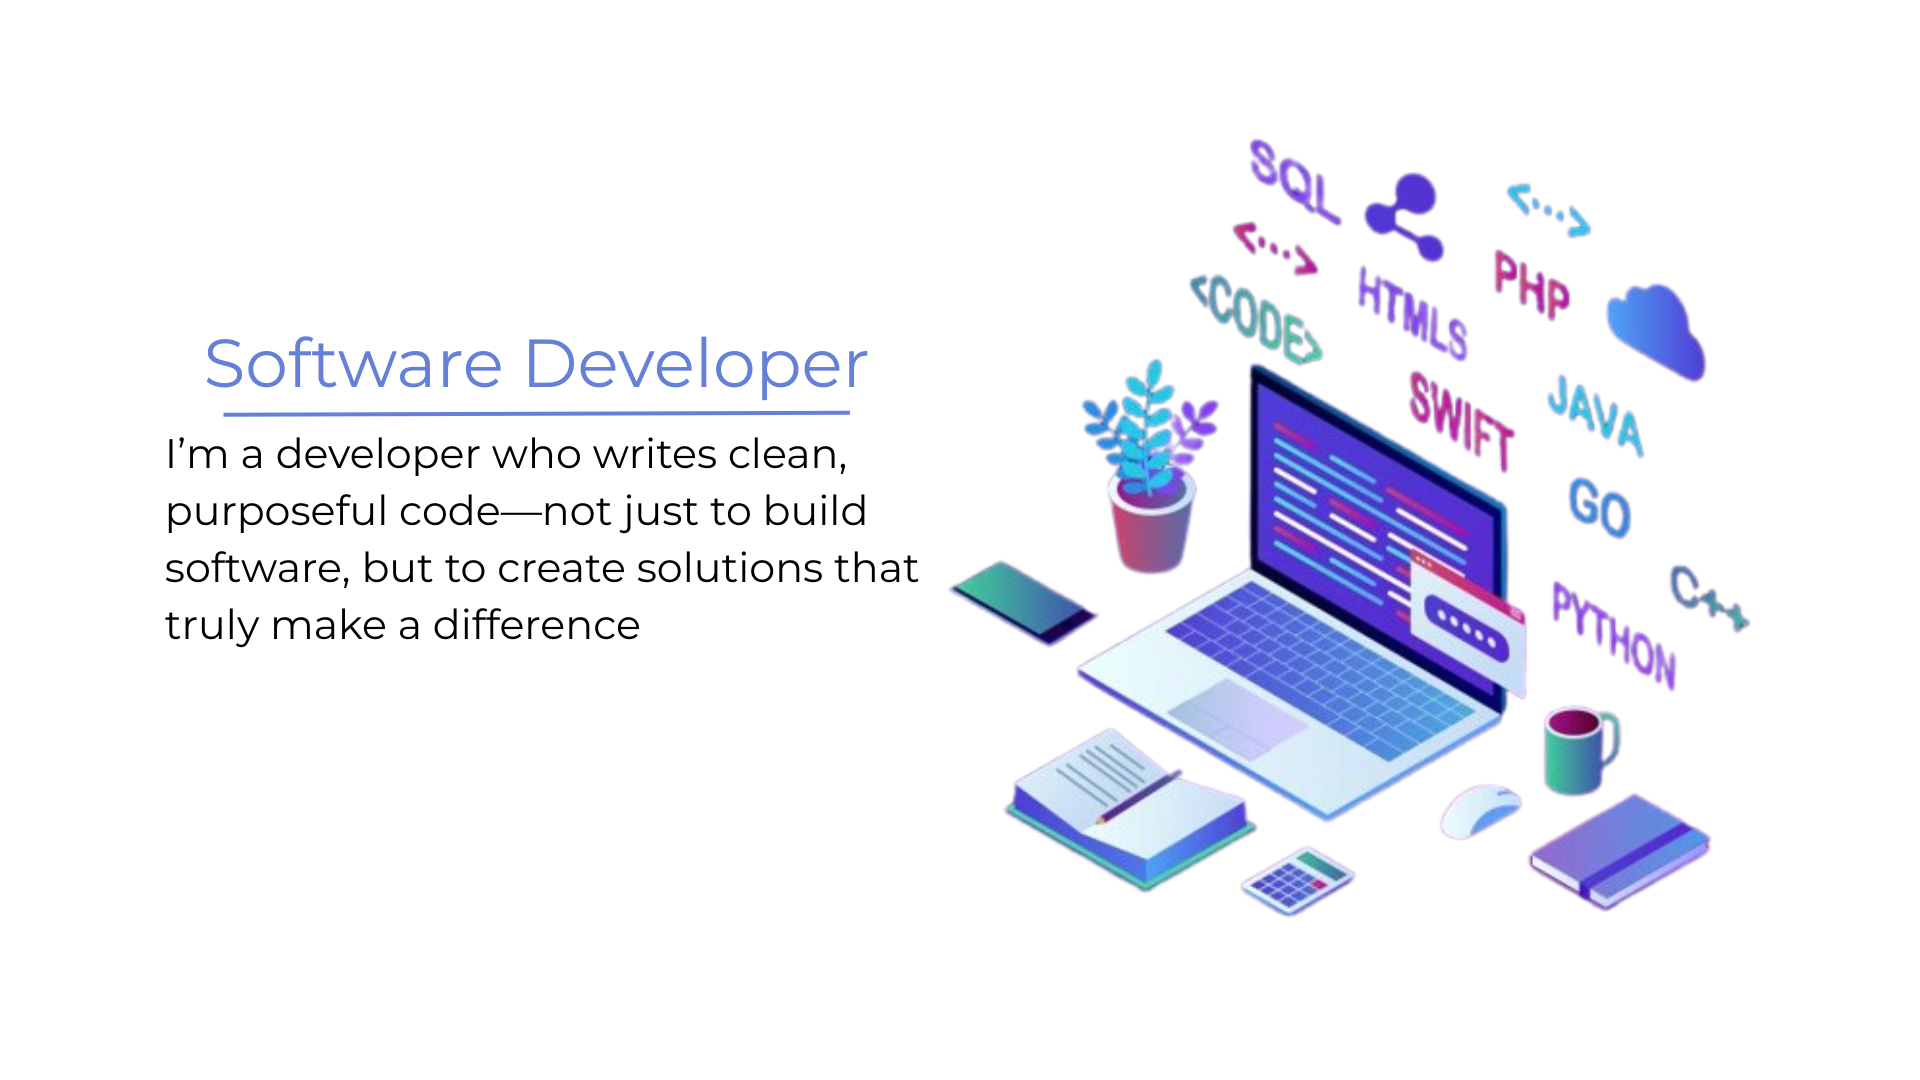 Software Developer
I’m a developer who writes clean,
purposeful code—not just to build
software, but to create solutions that
truly make a difference
SQL
<...>
<...>
<CODE>
HTMLS
PHP
SWIFT
JAVA
GO
C++
PYTHON